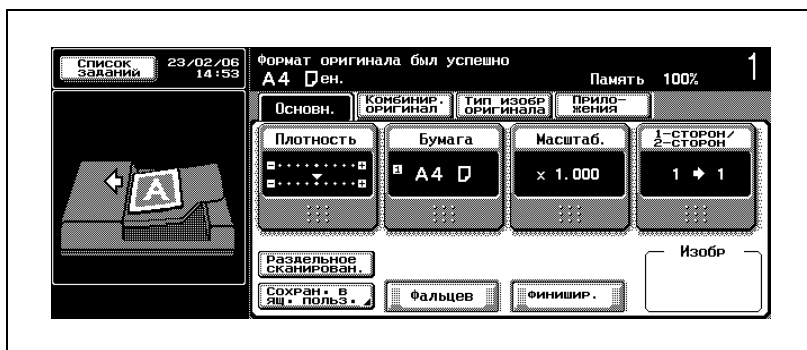 Список
заданий
23/02/06
14:53
Формат оригинала был успешно
A4 ен.
Память 100%
1
Основн.
Комбинир.
оригинал
Тип изобр
оригинала
Прило-
жения
Плотность
Бумага
Масштаб.
1-сторон/
2-сторон
1 A4
× 1.000
1 → 1
A
Раздельное
сканирован.
Изобр
Сохран. в
ящ. польз.
Фальцев
Финишир.